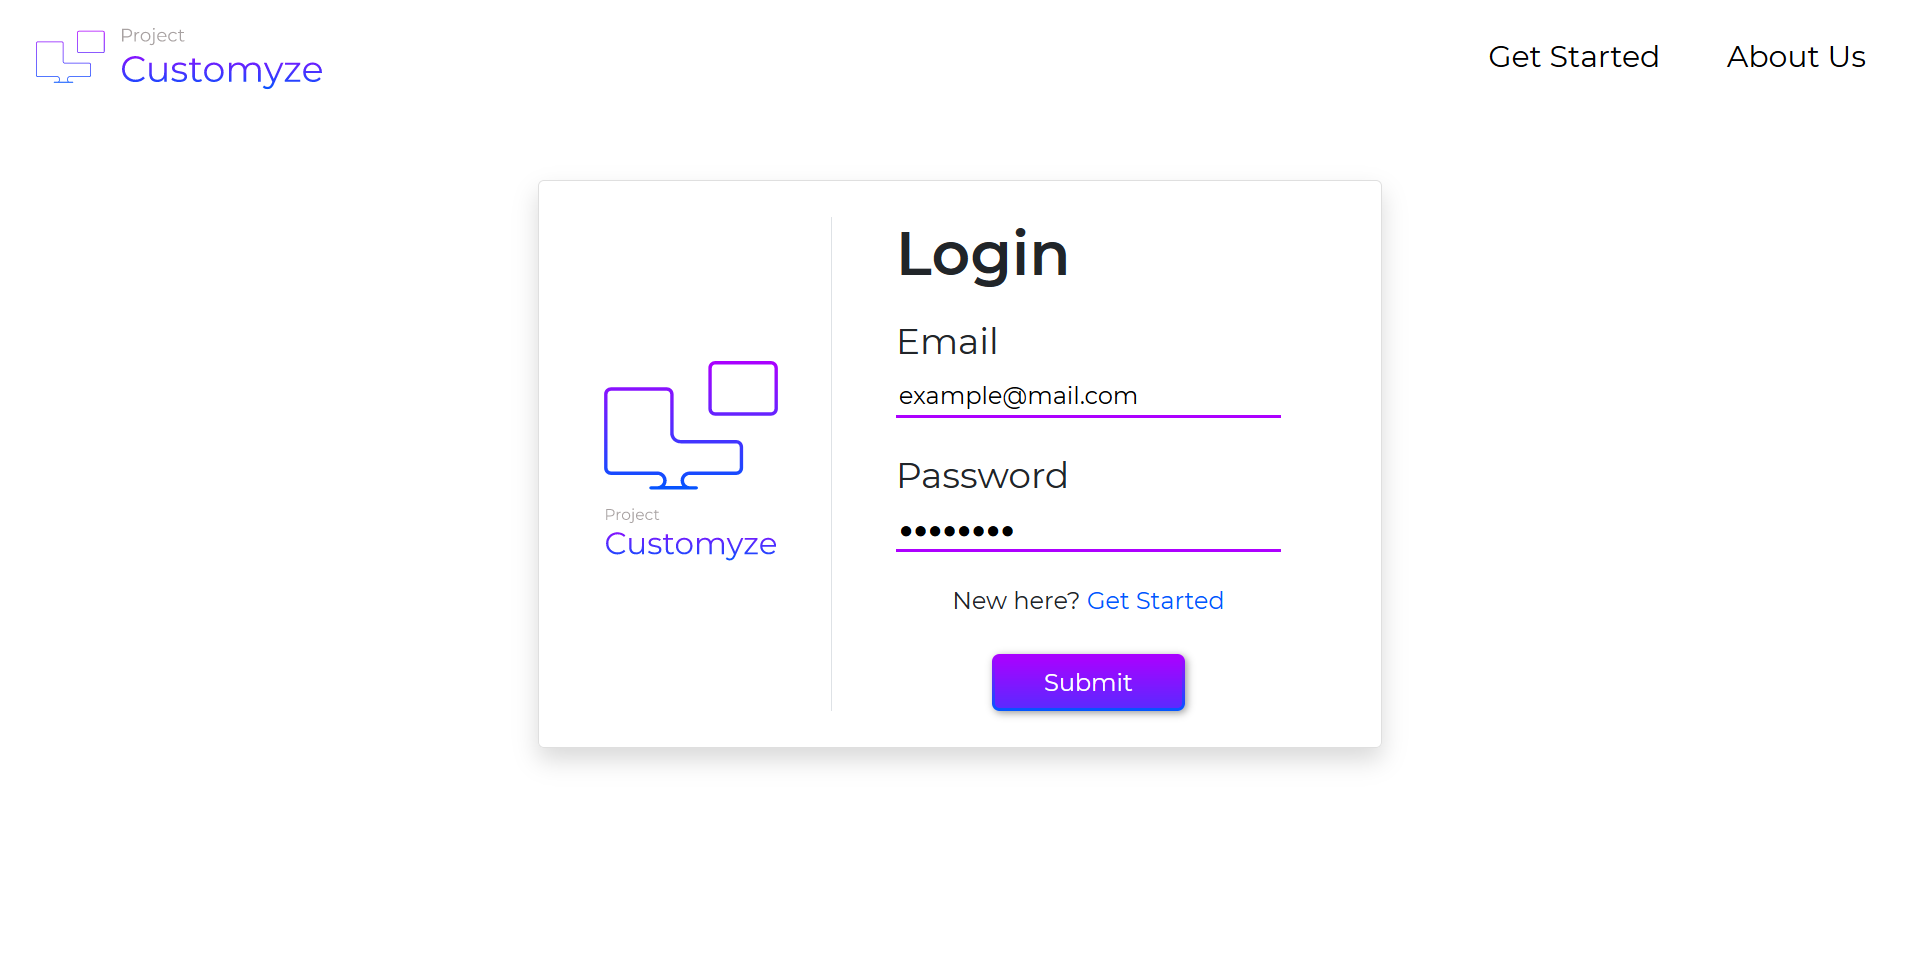 Project
Customyze
Get Started
About Us
Login
Email
example@mail.com
Password
••••••••
New here? Get Started
Submit
Project
Customyze